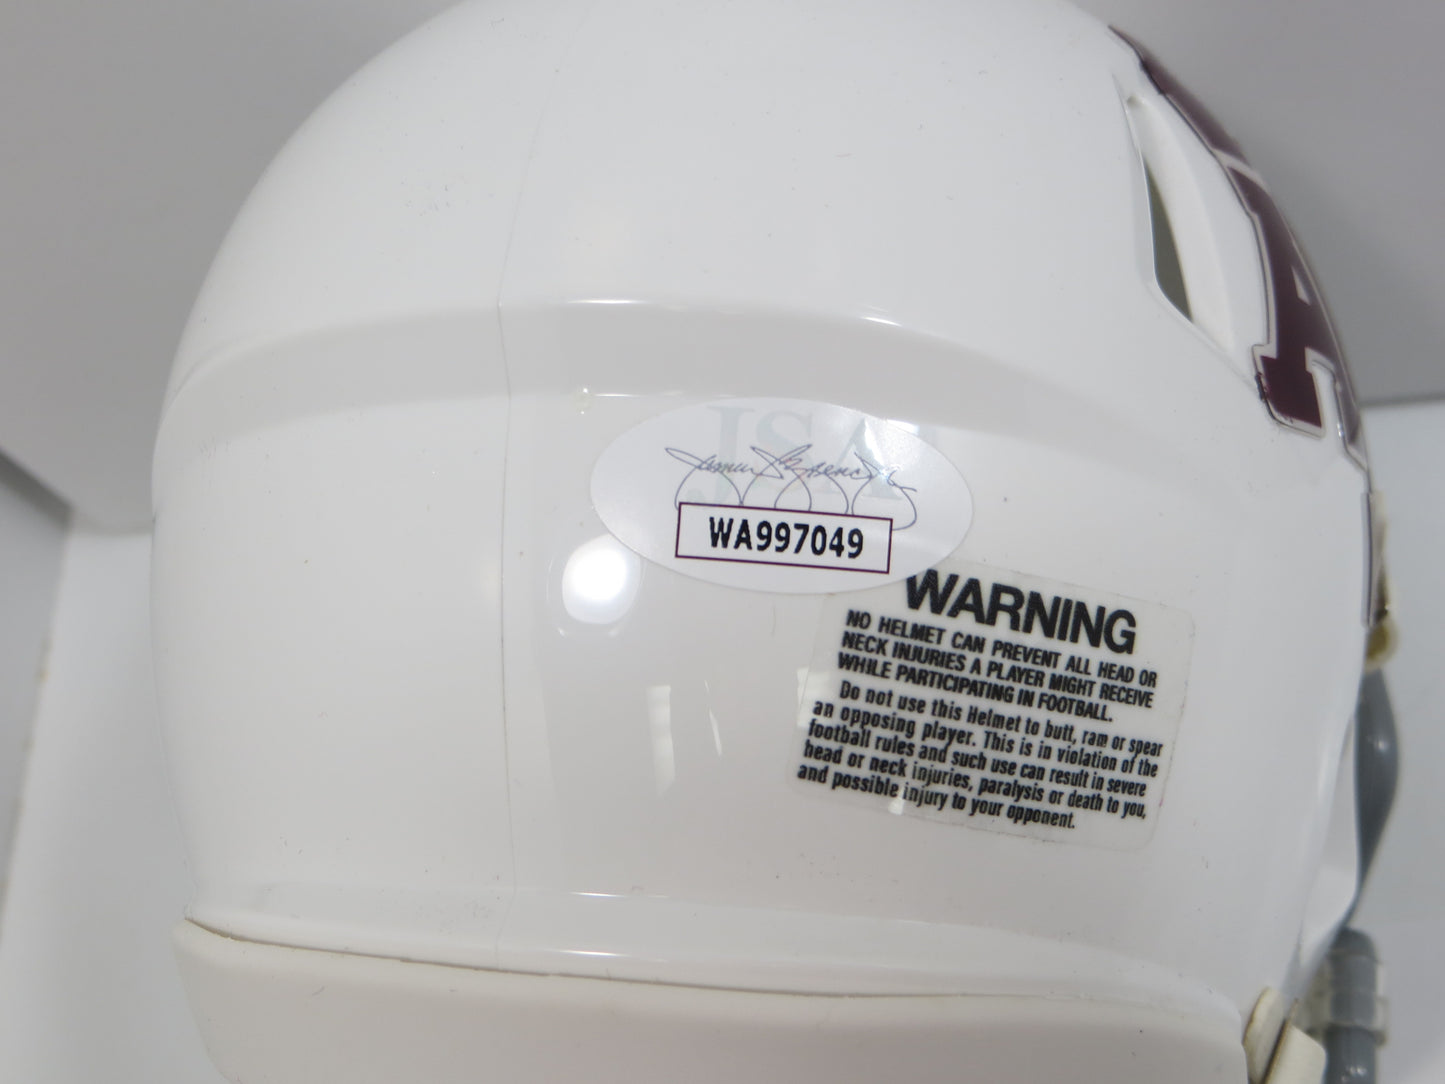 JSA
James Spence
WA997049
WARNING
NO HELMET CAN PREVENT ALL HEAD OR
NECK INJURIES A PLAYER MIGHT RECEIVE
WHILE PARTICIPATING IN FOOTBALL.
Do not use this Helmet to butt, ram or spear
an opposing player. This is in violation of the
football rules and such use can result in severe
head or neck injuries, paralysis or death to you,
and possible injury to your opponent.
A